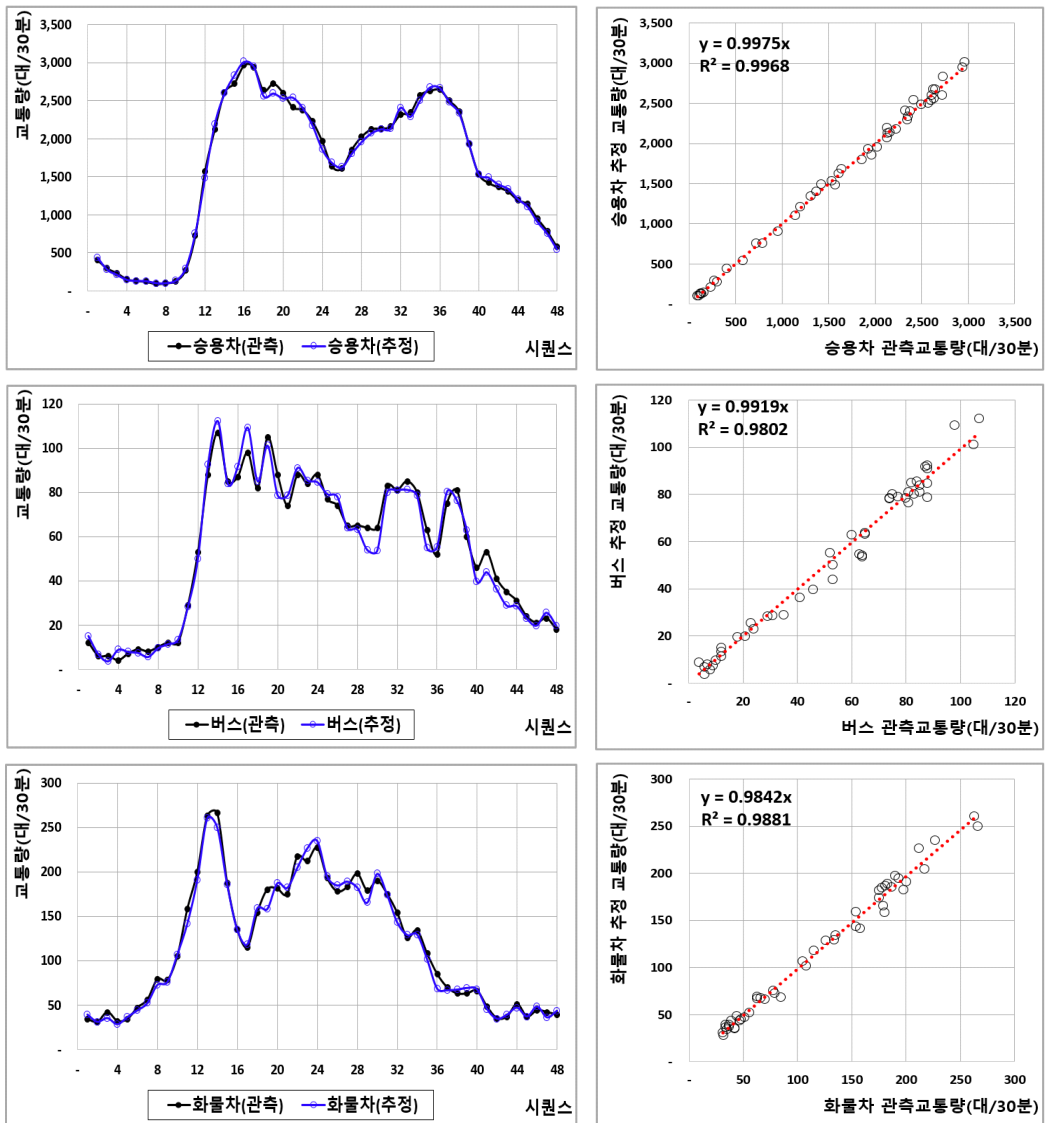 교통량(대/30분)
3,500
3,000
2,500
2,000
1,500
1,000
500
-
- 4 8 12 16 20 24 28 32 36 40 44 48
승용차(관측) 승용차(추정)
시퀀스
승용차 추정 교통량(대/30분)
y = 0.9975x
R² = 0.9968
3,500
3,000
2,500
2,000
1,500
1,000
500
-
- 500 1,000 1,500 2,000 2,500 3,000 3,500
승용차 관측교통량(대/30분)
교통량(대/30분)
120
100
80
60
40
20
-
- 4 8 12 16 20 24 28 32 36 40 44 48
버스(관측) 버스(추정)
시퀀스
버스 추정 교통량(대/30분)
y = 0.9919x
R² = 0.9802
120
100
80
60
40
20
-
- 20 40 60 80 100 120
버스 관측교통량(대/30분)
교통량(대/30분)
300
250
200
150
100
50
-
- 4 8 12 16 20 24 28 32 36 40 44 48
화물차(관측) 화물차(추정)
시퀀스
화물차 추정 교통량(대/30분)
y = 0.9842x
R² = 0.9881
300
250
200
150
100
50
-
- 50 100 150 200 250 300
화물차 관측교통량(대/30분)